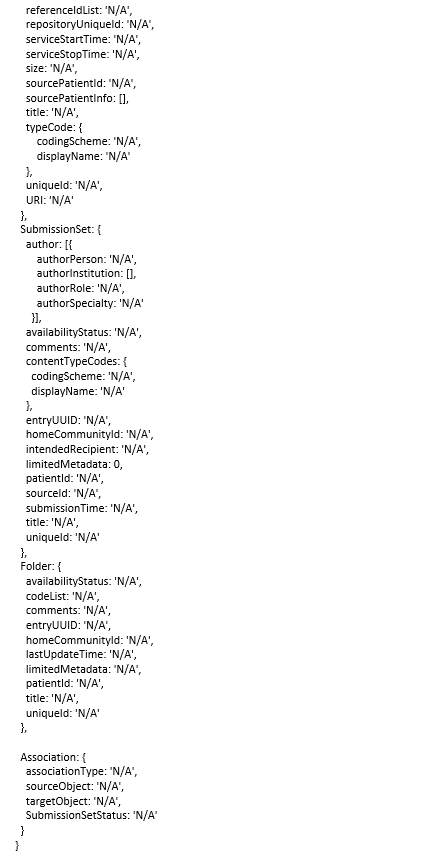 referenceIdList: 'N/A',
repositoryUniqueId: 'N/A',
serviceStartTime: 'N/A',
serviceStopTime: 'N/A',
size: 'N/A',
sourcePatientId: 'N/A',
sourcePatientInfo: [],
title: 'N/A',
typeCode: {
codingScheme: 'N/A',
displayName: 'N/A'
},
uniqueId: 'N/A',
URI: 'N/A'
},
SubmissionSet: {
author: [{
authorPerson: 'N/A',
authorInstitution: [],
authorRole: 'N/A',
authorSpecialty: 'N/A'
}],
availabilityStatus: 'N/A',
comments: 'N/A',
contentTypeCodes: {
codingScheme: 'N/A',
displayName: 'N/A'
},
entryUUID: 'N/A',
homeCommunityId: 'N/A',
intendedRecipient: 'N/A',
limitedMetadata: 0,
patientId: 'N/A',
sourceId: 'N/A',
submissionTime: 'N/A',
title: 'N/A',
uniqueId: 'N/A'
},
Folder: {
availabilityStatus: 'N/A',
codeList: 'N/A',
comments: 'N/A',
entryUUID: 'N/A',
homeCommunityId: 'N/A',
lastUpdateTime: 'N/A',
limitedMetadata: 'N/A',
patientId: 'N/A',
title: 'N/A',
uniqueId: 'N/A'
},
Association: {
associationType: 'N/A',
sourceObject: 'N/A',
targetObject: 'N/A',
SubmissionSetStatus: 'N/A'
}
}